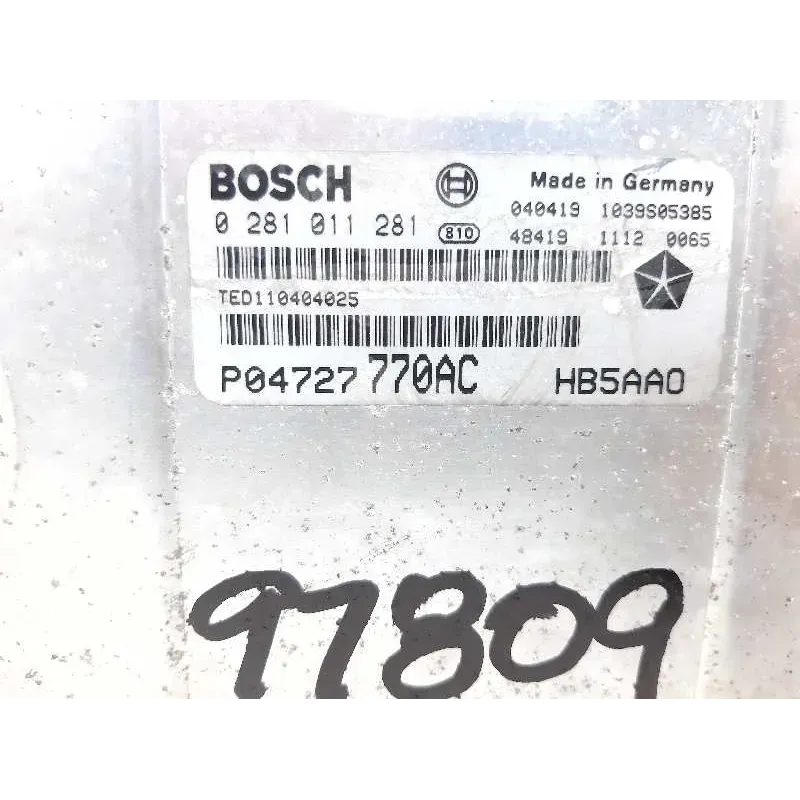 BOSCH Made in Germany
0 281 011 281 810 040419 1039S05385
48419 1112 0065
TED110404025
P04727 770AC HB5AA0
97809